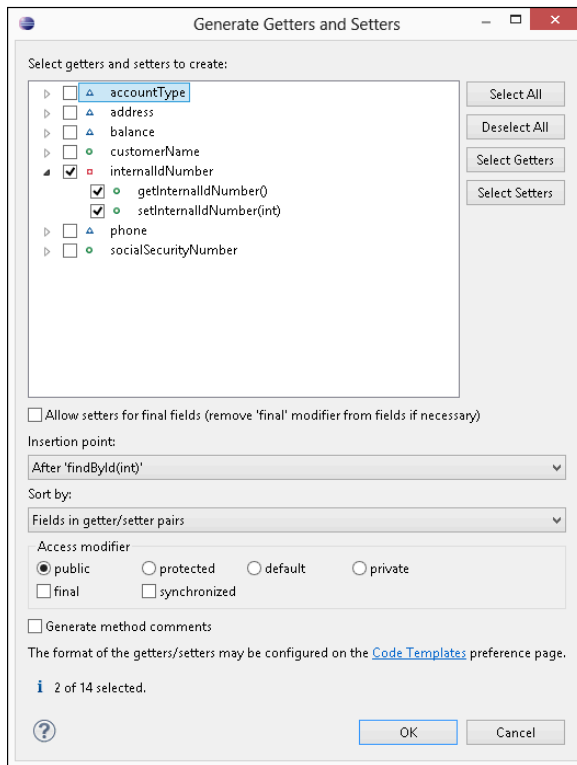 Generate Getters and Setters
Select getters and setters to create:
accountType
address
balance
customerName
internalIdNumber
getInternalIdNumber()
setInternalIdNumber(int)
phone
socialSecurityNumber
Select All
Deselect All
Select Getters
Select Setters
Allow setters for final fields (remove 'final' modifier from fields if necessary)
Insertion point:
After 'findById(int)'
Sort by:
Fields in getter/setter pairs
Access modifier
public protected default private
final synchronized
Generate method comments
The format of the getters/setters may be configured on the Code Templates preference page.
i 2 of 14 selected.
? OK Cancel